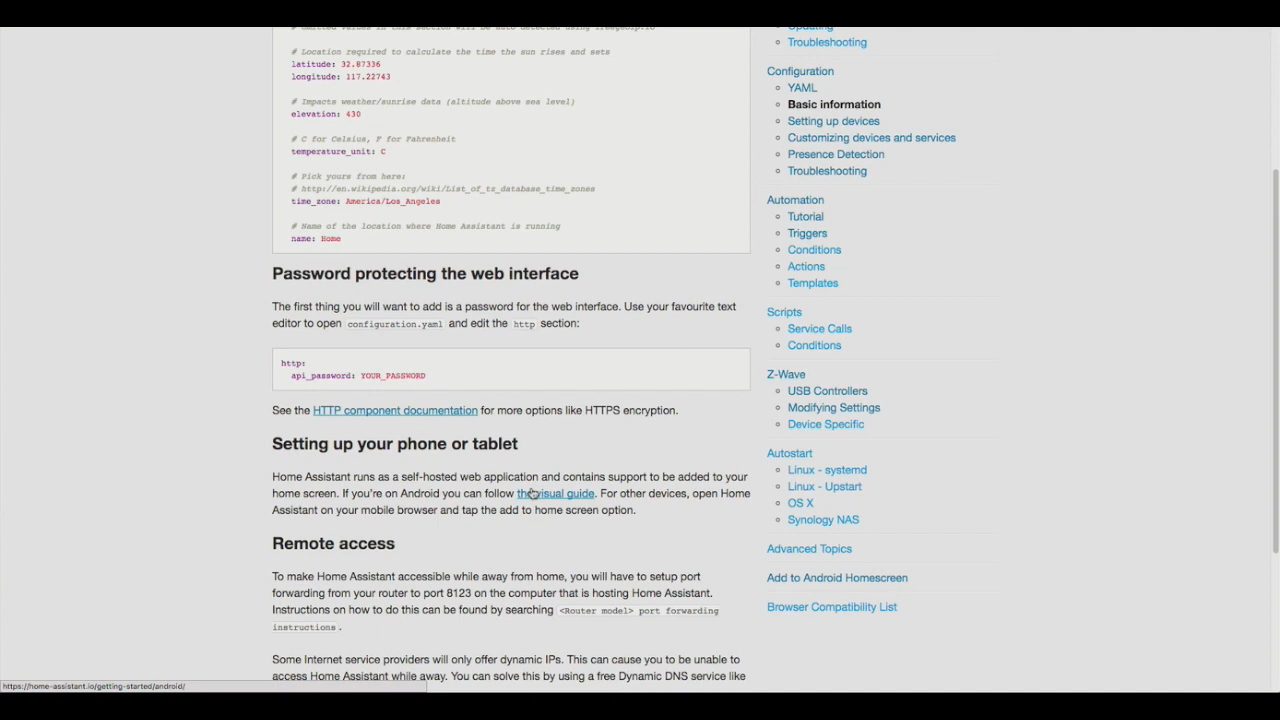 # Omitted values in this section will be auto detected using freegeoip.io
# Location required to calculate the time the sun rises and sets
latitude: 32.87336
longitude: 117.22743
# Impacts weather/sunrise data (altitude above sea level)
elevation: 430
# C for Celsius, F for Fahrenheit
temperature_unit: C
# Pick yours from here:
# http://en.wikipedia.org/wiki/List_of_tz_database_time_zones
time_zone: America/Los_Angeles
# Name of the location where Home Assistant is running
name: Home
Password protecting the web interface
The first thing you will want to add is a password for the web interface. Use your favourite text
editor to open configuration.yaml and edit the http section:
http:
api_password: YOUR_PASSWORD
See the HTTP component documentation for more options like HTTPS encryption.
Setting up your phone or tablet
Home Assistant runs as a self-hosted web application and contains support to be added to your
home screen. If you're on Android you can follow the visual guide. For other devices, open Home
Assistant on your mobile browser and tap the add to home screen option.
Remote access
To make Home Assistant accessible while away from home, you will have to setup port
forwarding from your router to port 8123 on the computer that is hosting Home Assistant.
Instructions on how to do this can be found by searching <Router model> port forwarding
instructions.
Some Internet service providers will only offer dynamic IPs. This can cause you to be unable to
access Home Assistant while away. You can solve this by using a free Dynamic DNS service like
Updating
Troubleshooting
Configuration
YAML
Basic information
Setting up devices
Customizing devices and services
Presence Detection
Troubleshooting
Automation
Tutorial
Triggers
Conditions
Actions
Templates
Scripts
Service Calls
Conditions
Z-Wave
USB Controllers
Modifying Settings
Device Specific
Autostart
Linux - systemd
Linux - Upstart
OS X
Synology NAS
Advanced Topics
Add to Android Homescreen
Browser Compatibility List
https://home-assistant.io/getting-started/android/